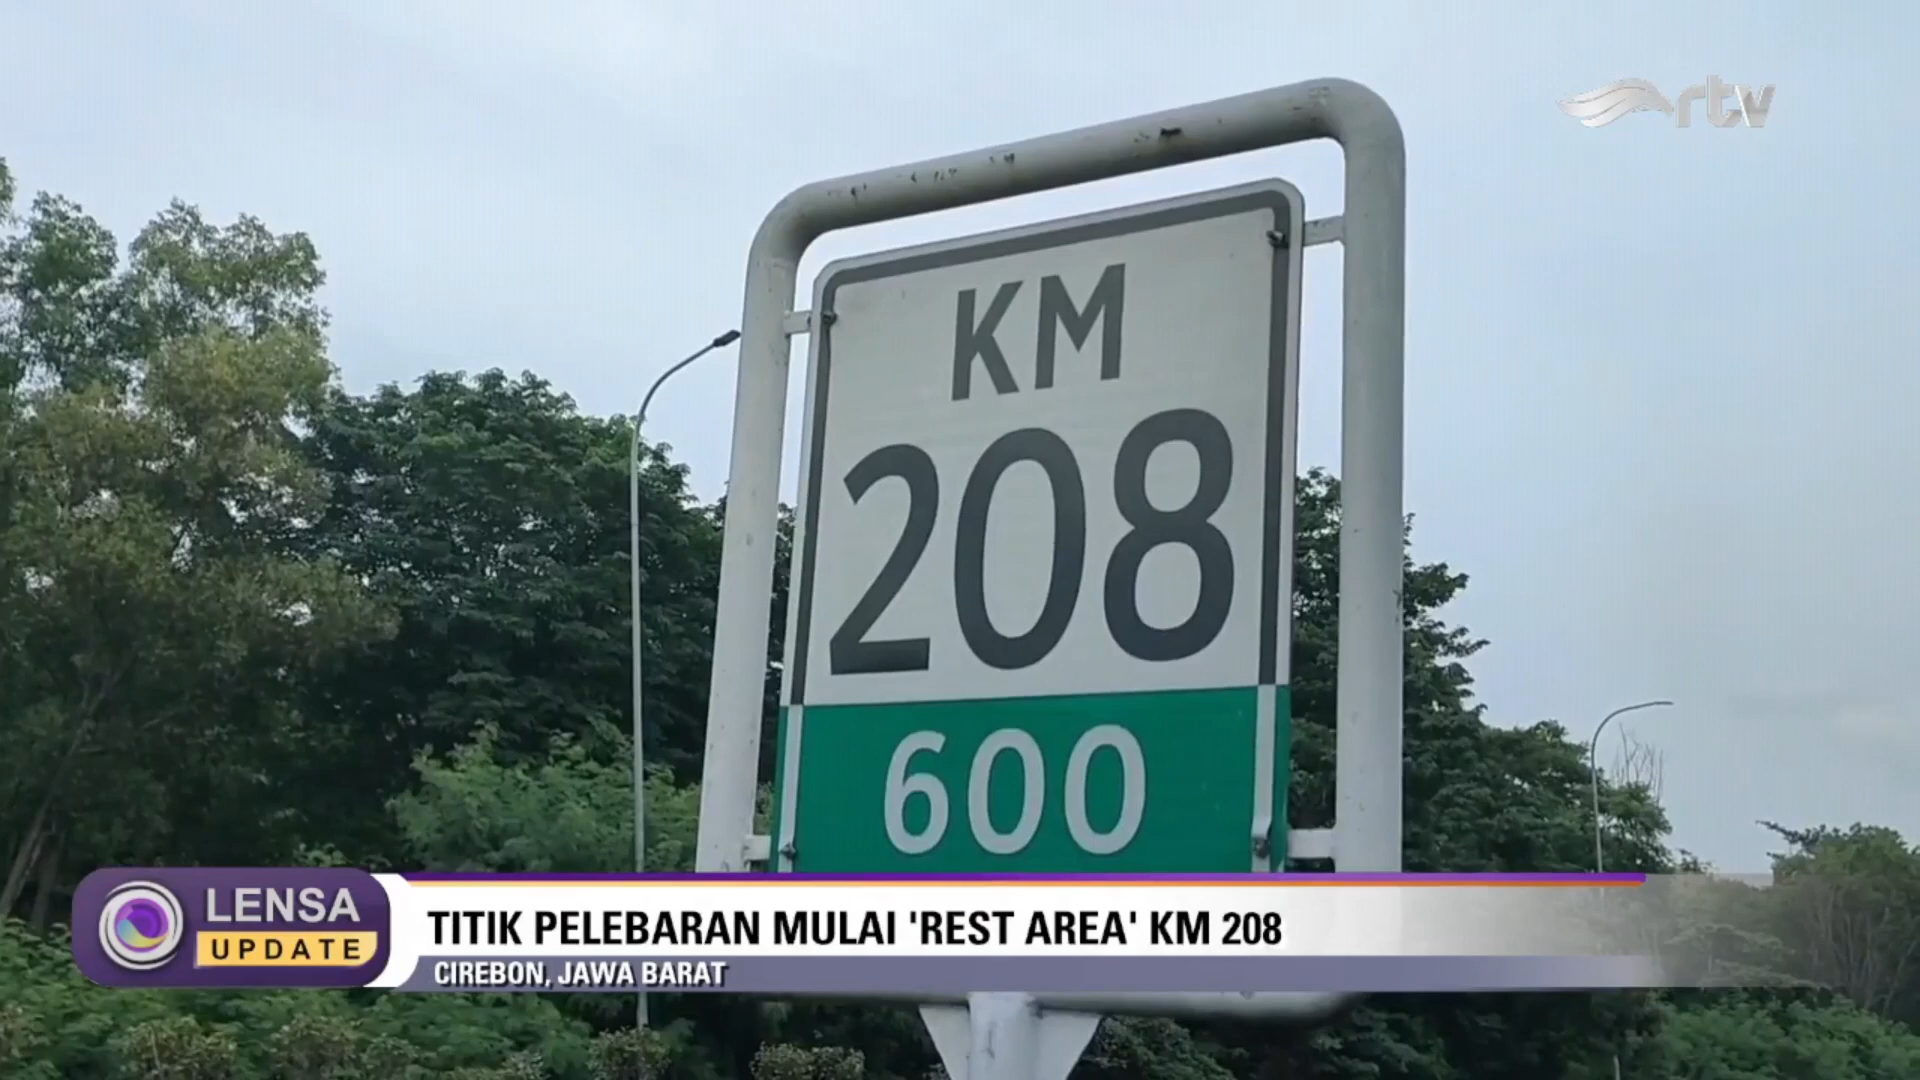 rtv
KM
208
600
LENSA
UPDATE
TITIK PELEBARAN MULAI 'REST AREA' KM 208
CIREBON, JAWA BARAT